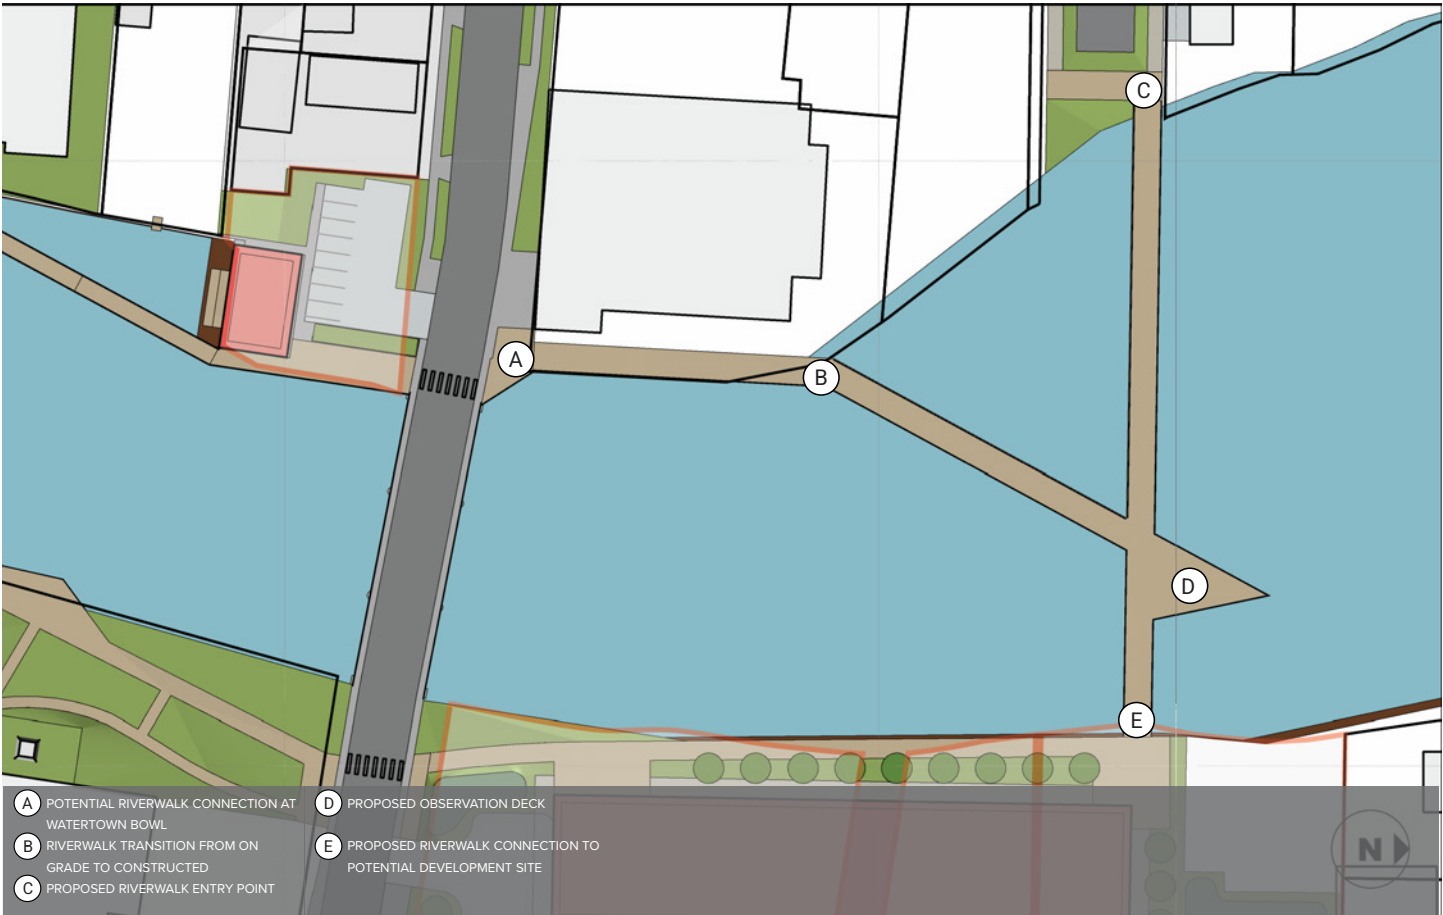 C
A
B
D
E
A POTENTIAL RIVERWALK CONNECTION AT
WATERTOWN BOWL
B RIVERWALK TRANSITION FROM ON
GRADE TO CONSTRUCTED
C PROPOSED RIVERWALK ENTRY POINT
D PROPOSED OBSERVATION DECK
E PROPOSED RIVERWALK CONNECTION TO
POTENTIAL DEVELOPMENT SITE
N